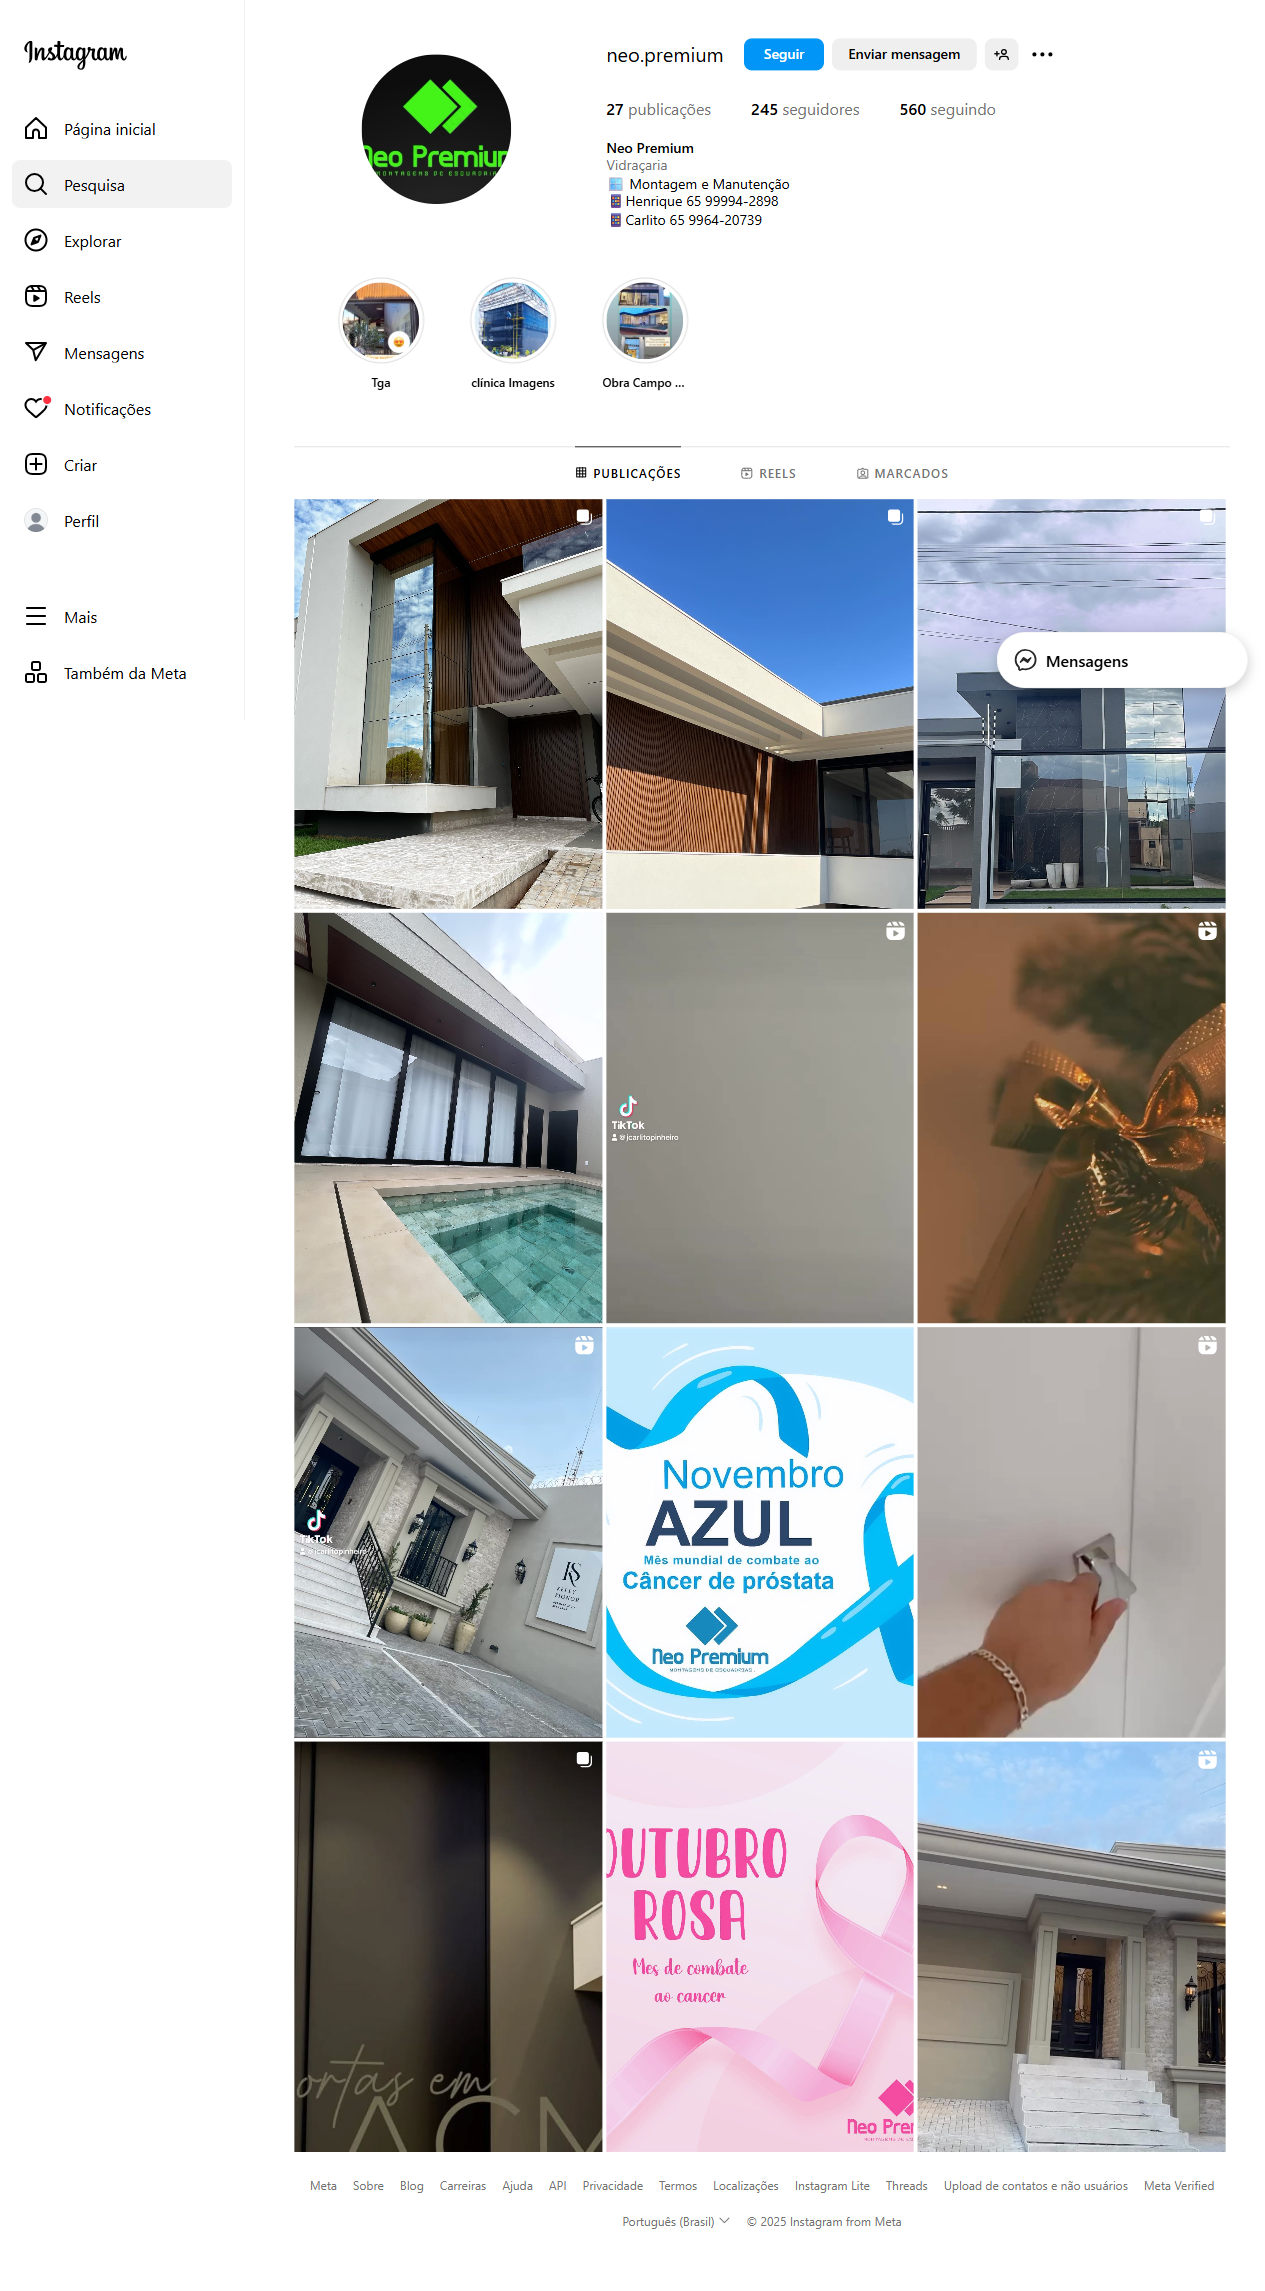 Instagram
Página inicial
Pesquisa
Explorar
Reels
Mensagens
Notificações
Criar
Perfil
Mais
Também da Meta
Neo Premium
MONTAGENS DE ESQUADRIA
neo.premium
Seguir
Enviar mensagem
27 publicações
245 seguidores
560 seguindo
Neo Premium
Vidraçaria
Montagem e Manutenção
Henrique 65 99994-2898
Carlito 65 9964-20739
Tga
clínica Imagens
Obra Campo ...
PUBLICAÇÕES
REELS
MARCADOS
Mensagens
TikTok
@jcarlitopinheiro
TikTok
@jcarlitopinheiro
KS
KELLY
Novembro
AZUL
Mês mundial de combate ao
Câncer de próstata
Neo Premium
MONTAGENS DE ESQUADRIAS
ortas em
ACM
OUTUBRO
ROSA
Mes de combate
ao cancer
Neo Prem
Meta
Sobre
Blog
Carreiras
Ajuda
API
Privacidade
Termos
Localizações
Instagram Lite
Threads
Upload de contatos e não usuários
Meta Verified
Português (Brasil)
© 2025 Instagram from Meta